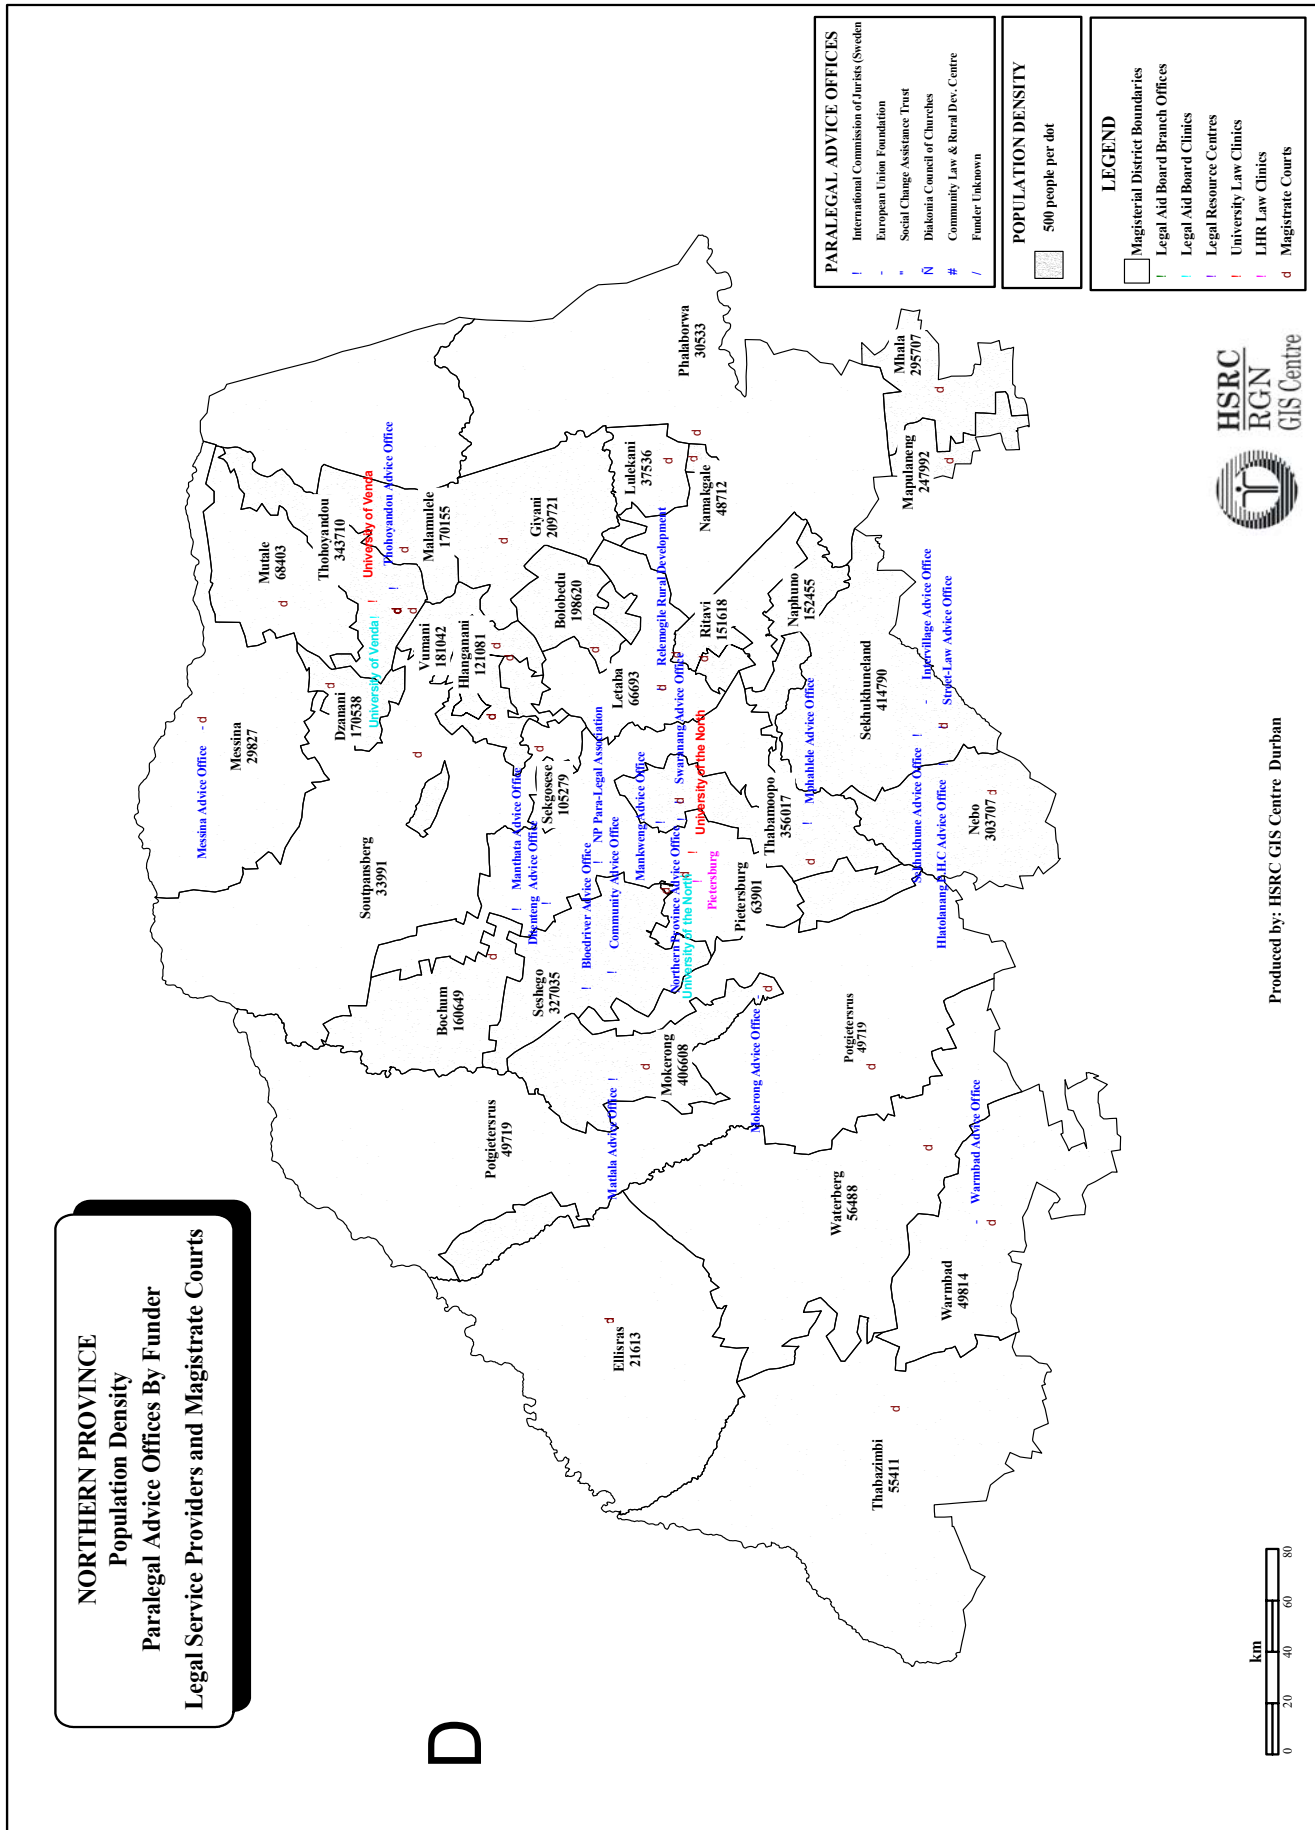 NORTHERN PROVINCE
Population Density
Paralegal Advice Offices By Funder
Legal Service Providers and Magistrate Courts
D
Messina Advice Office -
d
Messina
29827
Mutale
68403
d
Thohoyandou
343710
University of Venda
!
Thohoyandou Advice Office
!
University of Venda !
d
d
d
Dzanani
170538
d
Malamulele
170155
d
Vumani
181042
Hlanganani
121081
d
d
d
Giyani
209721
d
Soutpansberg
33991
d
Bolobedu
198620
d
Lulekani
37536
d
Namakgale
48712
d
d
Phalaborwa
30533
Bochum
160649
d
! Manthata Advice Office
Sekgosese
105279
d
Ditenteng Advice Office
!
Letaba
66693
d
Relemogile Rural Development
Seshego
327035
! Bloedriver Advice Office
! Community Advice Office
! NP Para-Legal Association
Mankweng Advice Office
!
! Swaranang Advice Office
d
Northern Province Advice Office !
University of the North
University of the North
!
Pietersburg
!
d
d
Pietersburg
63901
Ritavi
151618
d
d
Naphuno
152455
Thabamoopo
356017
d
! Mphahlele Advice Office
Sekhukhuneland
414790
Mapulaneng
247992
d
Mhala
295707
d
- Intervillage Advice Office
Street-Law Advice Office
d
Sekhukhune Advice Office !
Hlatolanang A.H.C Advice Office !
Nebo
303707
d
Potgietersrus
49719
Mokerong
406608
d
Matlala Advice Office !
Mokerong Advice Office -
d
Potgietersrus
49719
d
Ellisras
21613
d
Waterberg
56488
d
- Warmbad Advice Office
d
Warmbad
49814
Thabazimbi
55411
d
PARALEGAL ADVICE OFFICES
! International Commission of Jurists (Sweden
- European Union Foundation
" Social Change Assistance Trust
Ñ Diakonia Council of Churches
# Community Law & Rural Dev. Centre
/ Funder Unknown
POPULATION DENSITY
500 people per dot
LEGEND
Magisterial District Boundaries
! Legal Aid Board Branch Offices
! Legal Aid Board Clinics
! Legal Resource Centres
! University Law Clinics
! LHR Law Clinics
d Magistrate Courts
HSRC
RGN
GIS Centre
Produced by: HSRC GIS Centre Durban
km
0 20 40 60 80